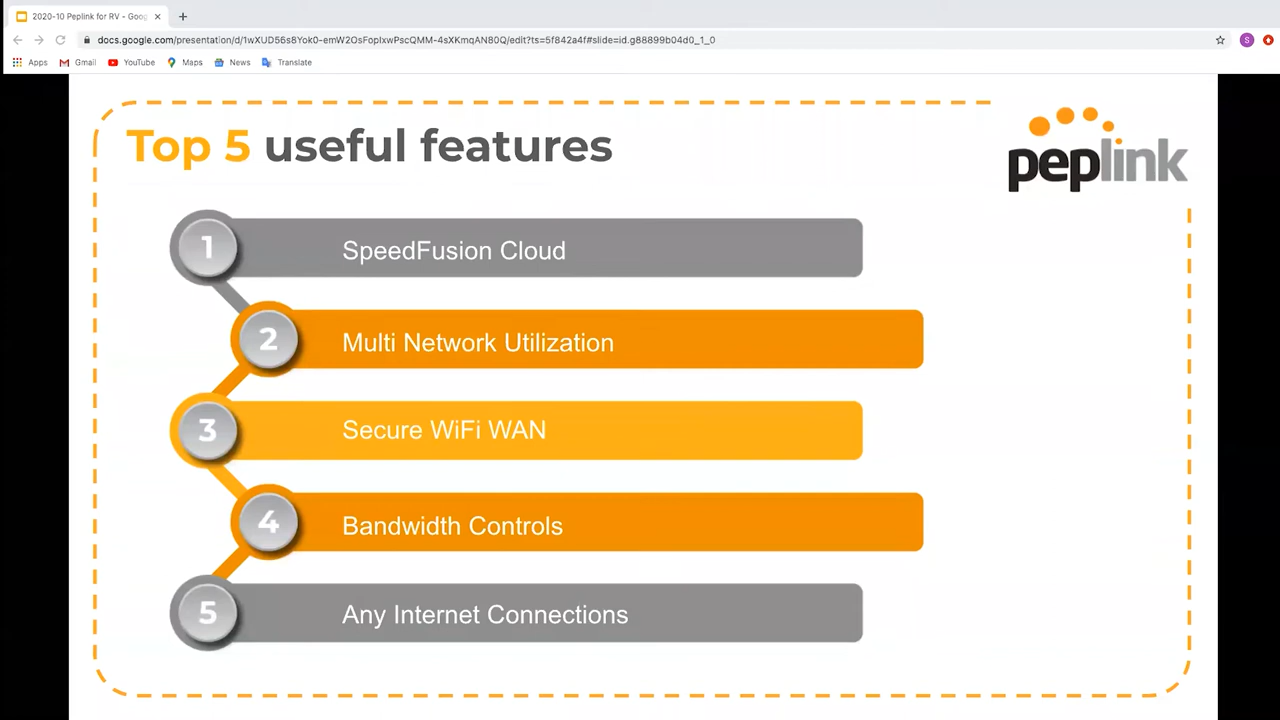 2020-10 Peplink for RV - Goog
docs.google.com/presentation/d/1wXUD56s8Yok0-emW2OsFopIxwPscQMM-4sXKmqAN80Q/edit?ts=5f842a4f#slide=id.g88899b04d0_1_0
S
Apps
Gmail
YouTube
Maps
News
Translate
Top 5 useful features
peplink
1
SpeedFusion Cloud
2
Multi Network Utilization
3
Secure WiFi WAN
4
Bandwidth Controls
5
Any Internet Connections